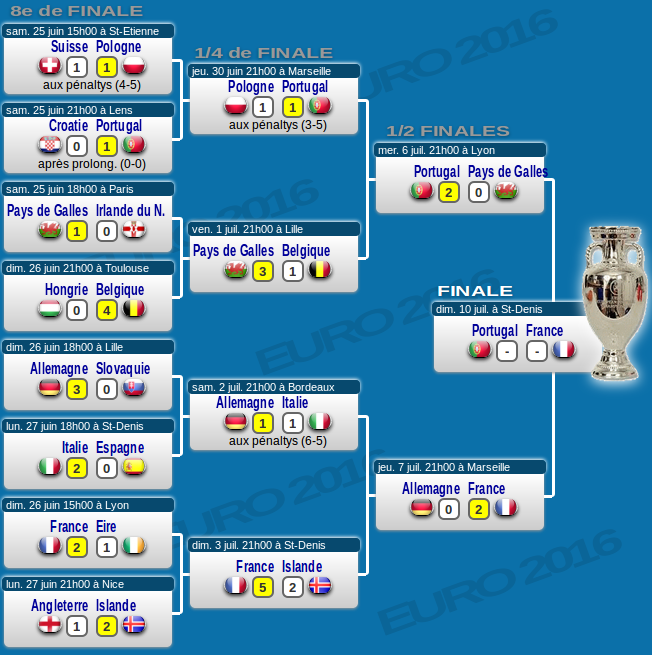 8e de FINALE
sam. 25 juin 15h00 à St-Etienne
Suisse Pologne
1 1
aux pénaltys (4-5)
sam. 25 juin 21h00 à Lens
Croatie Portugal
0 1
après prolong. (0-0)
sam. 25 juin 18h00 à Paris
Pays de Galles Irlande du N.
1 0
dim. 26 juin 21h00 à Toulouse
Hongrie Belgique
0 4
dim. 26 juin 18h00 à Lille
Allemagne Slovaquie
3 0
lun. 27 juin 18h00 à St-Denis
Italie Espagne
2 0
dim. 26 juin 15h00 à Lyon
France Eire
2 1
lun. 27 juin 21h00 à Nice
Angleterre Islande
1 2
1/4 de FINALE
jeu. 30 juin 21h00 à Marseille
Pologne Portugal
1 1
aux pénaltys (3-5)
ven. 1 juil. 21h00 à Lille
Pays de Galles Belgique
3 1
sam. 2 juil. 21h00 à Bordeaux
Allemagne Italie
1 1
aux pénaltys (6-5)
dim. 3 juil. 21h00 à St-Denis
France Islande
5 2
1/2 FINALES
mer. 6 juil. 21h00 à Lyon
Portugal Pays de Galles
2 0
jeu. 7 juil. 21h00 à Marseille
Allemagne France
0 2
FINALE
dim. 10 juil. à St-Denis
Portugal France
- -
EURO 2016
EURO 2016
EURO 2016
EURO 2016
EURO 2016